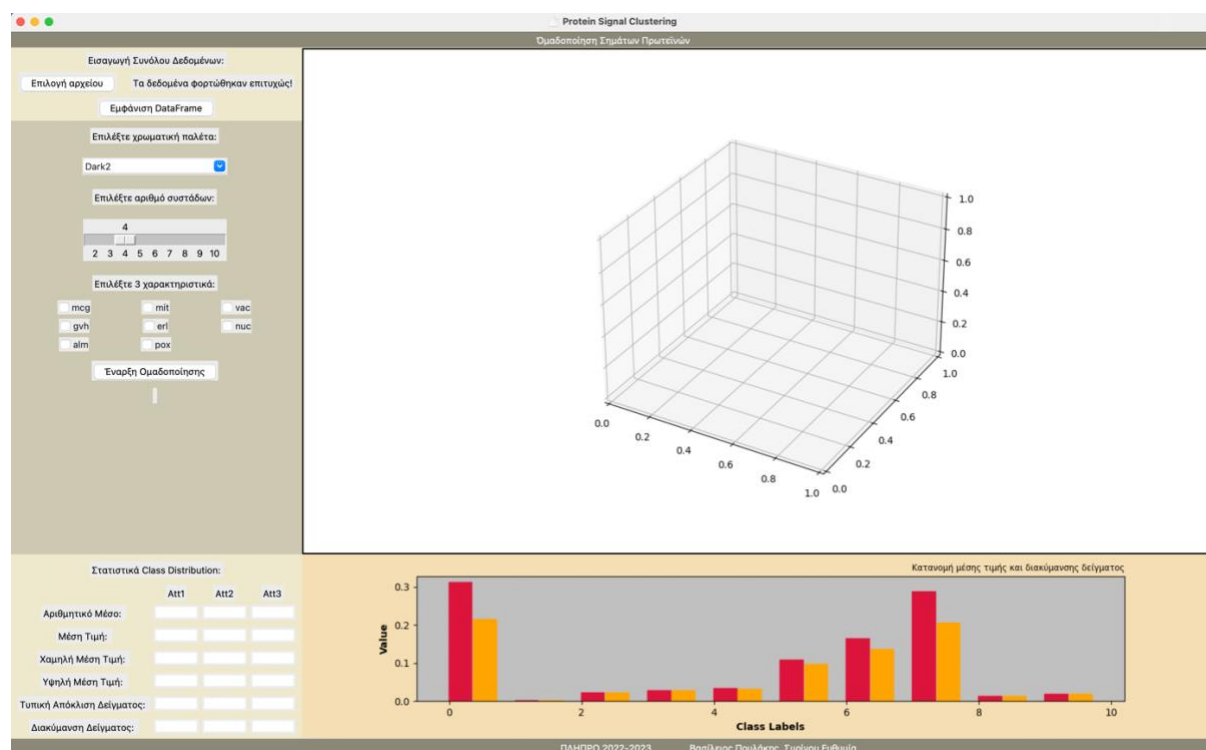 Protein Signal Clustering
Όμαδοποίηση Σημάτων Πρωτεϊνών
Εισαγωγή Συνόλου Δεδομένων:
Επιλογή αρχείου Τα δεδομένα φορτώθηκαν επιτυχώς!
Εμφάνιση DataFrame
Επιλέξτε χρωματική παλέτα:
Dark2
Επιλέξτε αριθμό συστάδων:
4
2 3 4 5 6 7 8 9 10
Επιλέξτε 3 χαρακτηριστικά:
mcg mit vac
gvh erl nuc
alm pox
Έναρξη Ομαδοποίησης
1.0
0.8
0.6
0.4
0.2
0.0
1.0
0.8
0.6
0.4
0.2
0.0
0.0
0.2
0.4
0.6
0.8
1.0
Στατιστικά Class Distribution:
Att1 Att2 Att3
Αριθμητικό Μέσο:
Μέση Τιμή:
Χαμηλή Μέση Τιμή:
Υψηλή Μέση Τιμή:
Τυπική Απόκλιση Δείγματος:
Διακύμανση Δείγματος:
Κατανομή μέσης τιμής και διακύμανσης δείγματος
Value
0.3
0.2
0.1
0.0
0 2 4 6 8 10
Class Labels
ΠΛΗΠΡΟ 2022-2023 Βασίλειος Πουλάκης, Συρίνου Ευθυμία